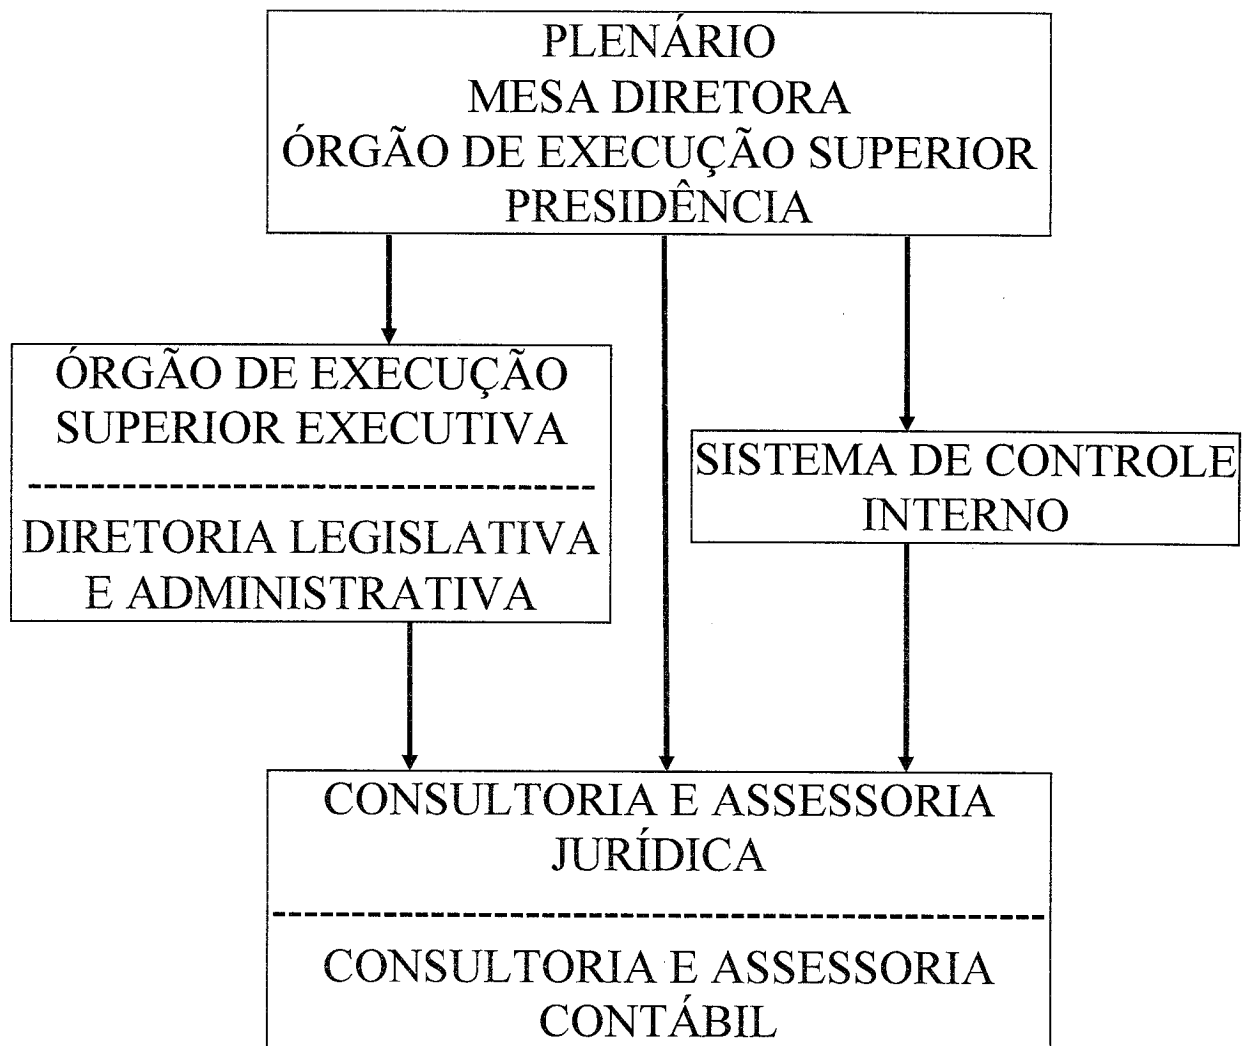 PLENÁRIO
MESA DIRETORA
ÓRGÃO DE EXECUÇÃO SUPERIOR
PRESIDÊNCIA
ÓRGÃO DE EXECUÇÃO
SUPERIOR EXECUTIVA
DIRETORIA LEGISLATIVA
E ADMINISTRATIVA
SISTEMA DE CONTROLE
INTERNO
CONSULTORIA E ASSESSORIA
JURÍDICA
CONSULTORIA E ASSESSORIA
CONTÁBIL